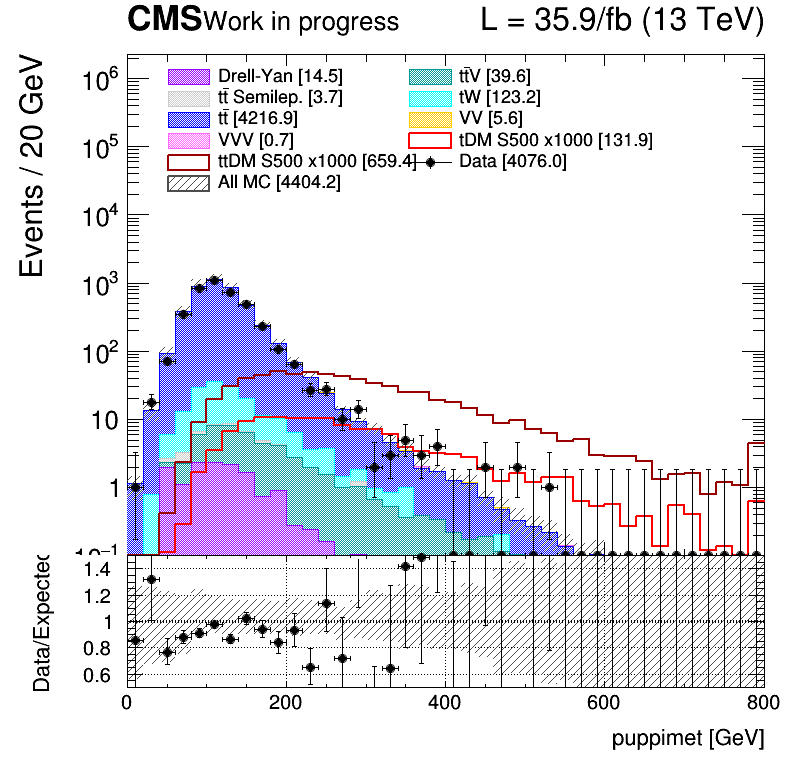 CMS Work in progress L = 35.9/fb (13 TeV)
Events / 20 GeV
Drell-Yan [14.5] tt̄V [39.6]
tt̄ Semilep. [3.7] tW [123.2]
tt̄ [4216.9] VV [5.6]
VVV [0.7] tDM S500 x1000 [131.9]
ttDM S500 x1000 [659.4] Data [4076.0]
All MC [4404.2]
10⁶
10⁵
10⁴
10³
10²
10
1
10⁻¹
Data/Expected
1.4
1.2
1
0.8
0.6
0 200 400 600 800
puppimet [GeV]